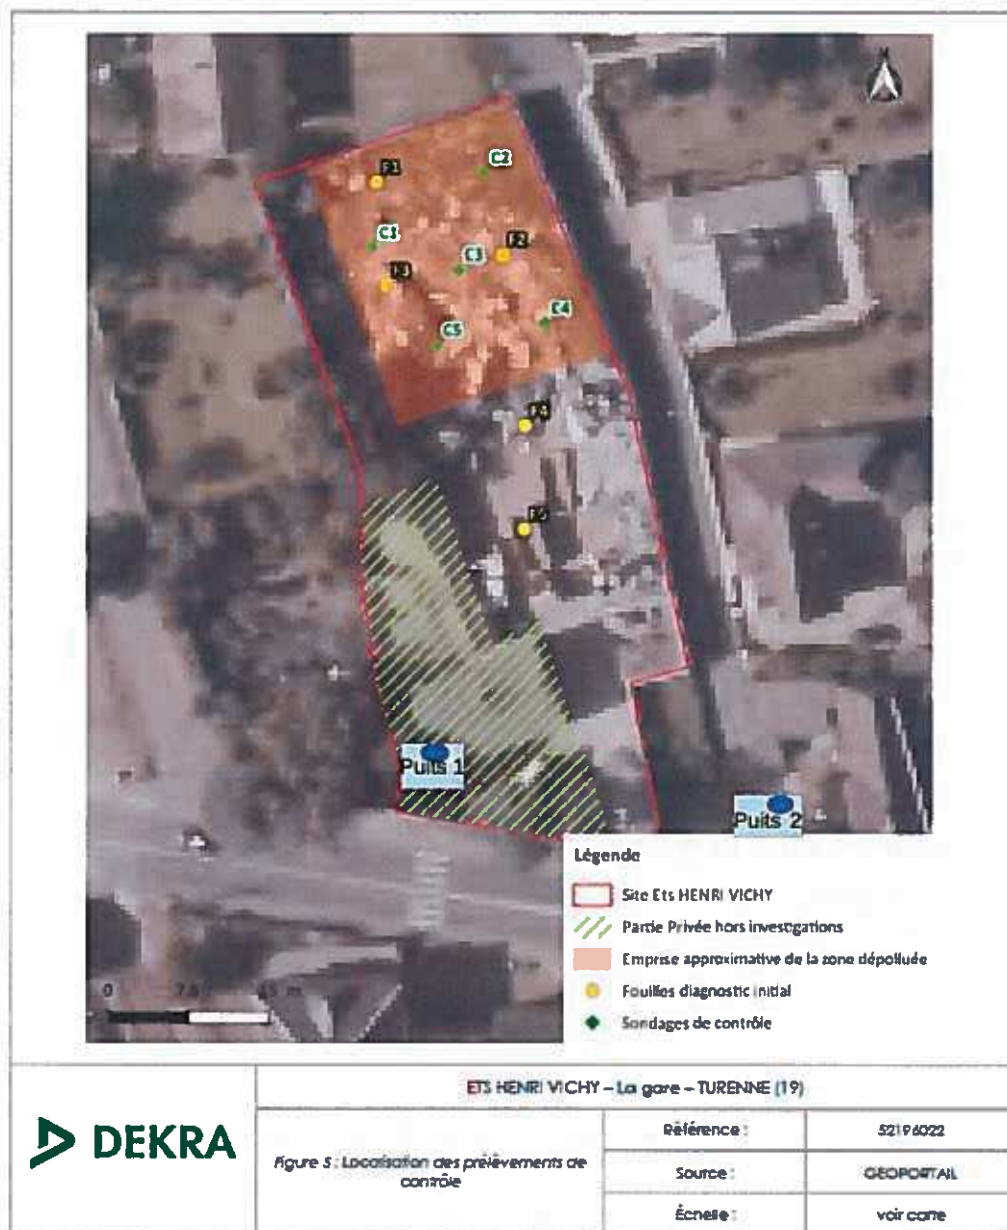 N
F1
C2
C1
F2
C3
F3
C4
C5
F4
F5
Puits 1
Puits 2
Légende
Site Ets HENRI VICHY
Partie Privée hors investigations
Emprise approximative de la zone dépolluée
Fouilles diagnostic initial
Sondages de contrôle
0 7,5 15 m
ETS HENRI VICHY – La gare – TURENNE (19)
DEKRA
Figure 5 : Localisation des prélèvements de
contrôle
Référence :
52196022
Source :
GEOPORTAIL
Échelle :
voir carte